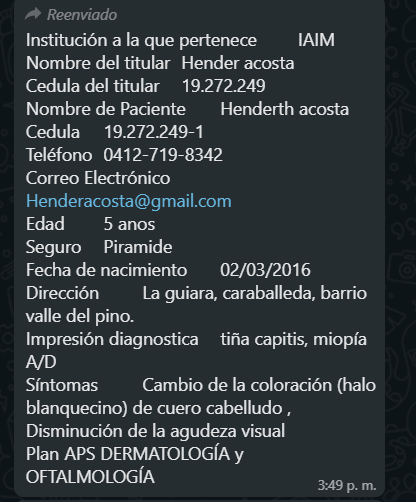 Reenviado
Institución a la que pertenece IAIM
Nombre del titular Hender acosta
Cedula del titular 19.272.249
Nombre de Paciente Henderth acosta
Cedula 19.272.249-1
Teléfono 0412-719-8342
Correo Electrónico
Henderacosta@gmail.com
Edad 5 anos
Seguro Piramide
Fecha de nacimiento 02/03/2016
Dirección La guiara, caraballeda, barrio
valle del pino.
Impresión diagnostica tiña capitis, miopía
A/D
Síntomas Cambio de la coloración (halo
blanquecino) de cuero cabelludo ,
Disminución de la agudeza visual
Plan APS DERMATOLOGÍA y
OFTALMOLOGÍA
3:49 p. m.